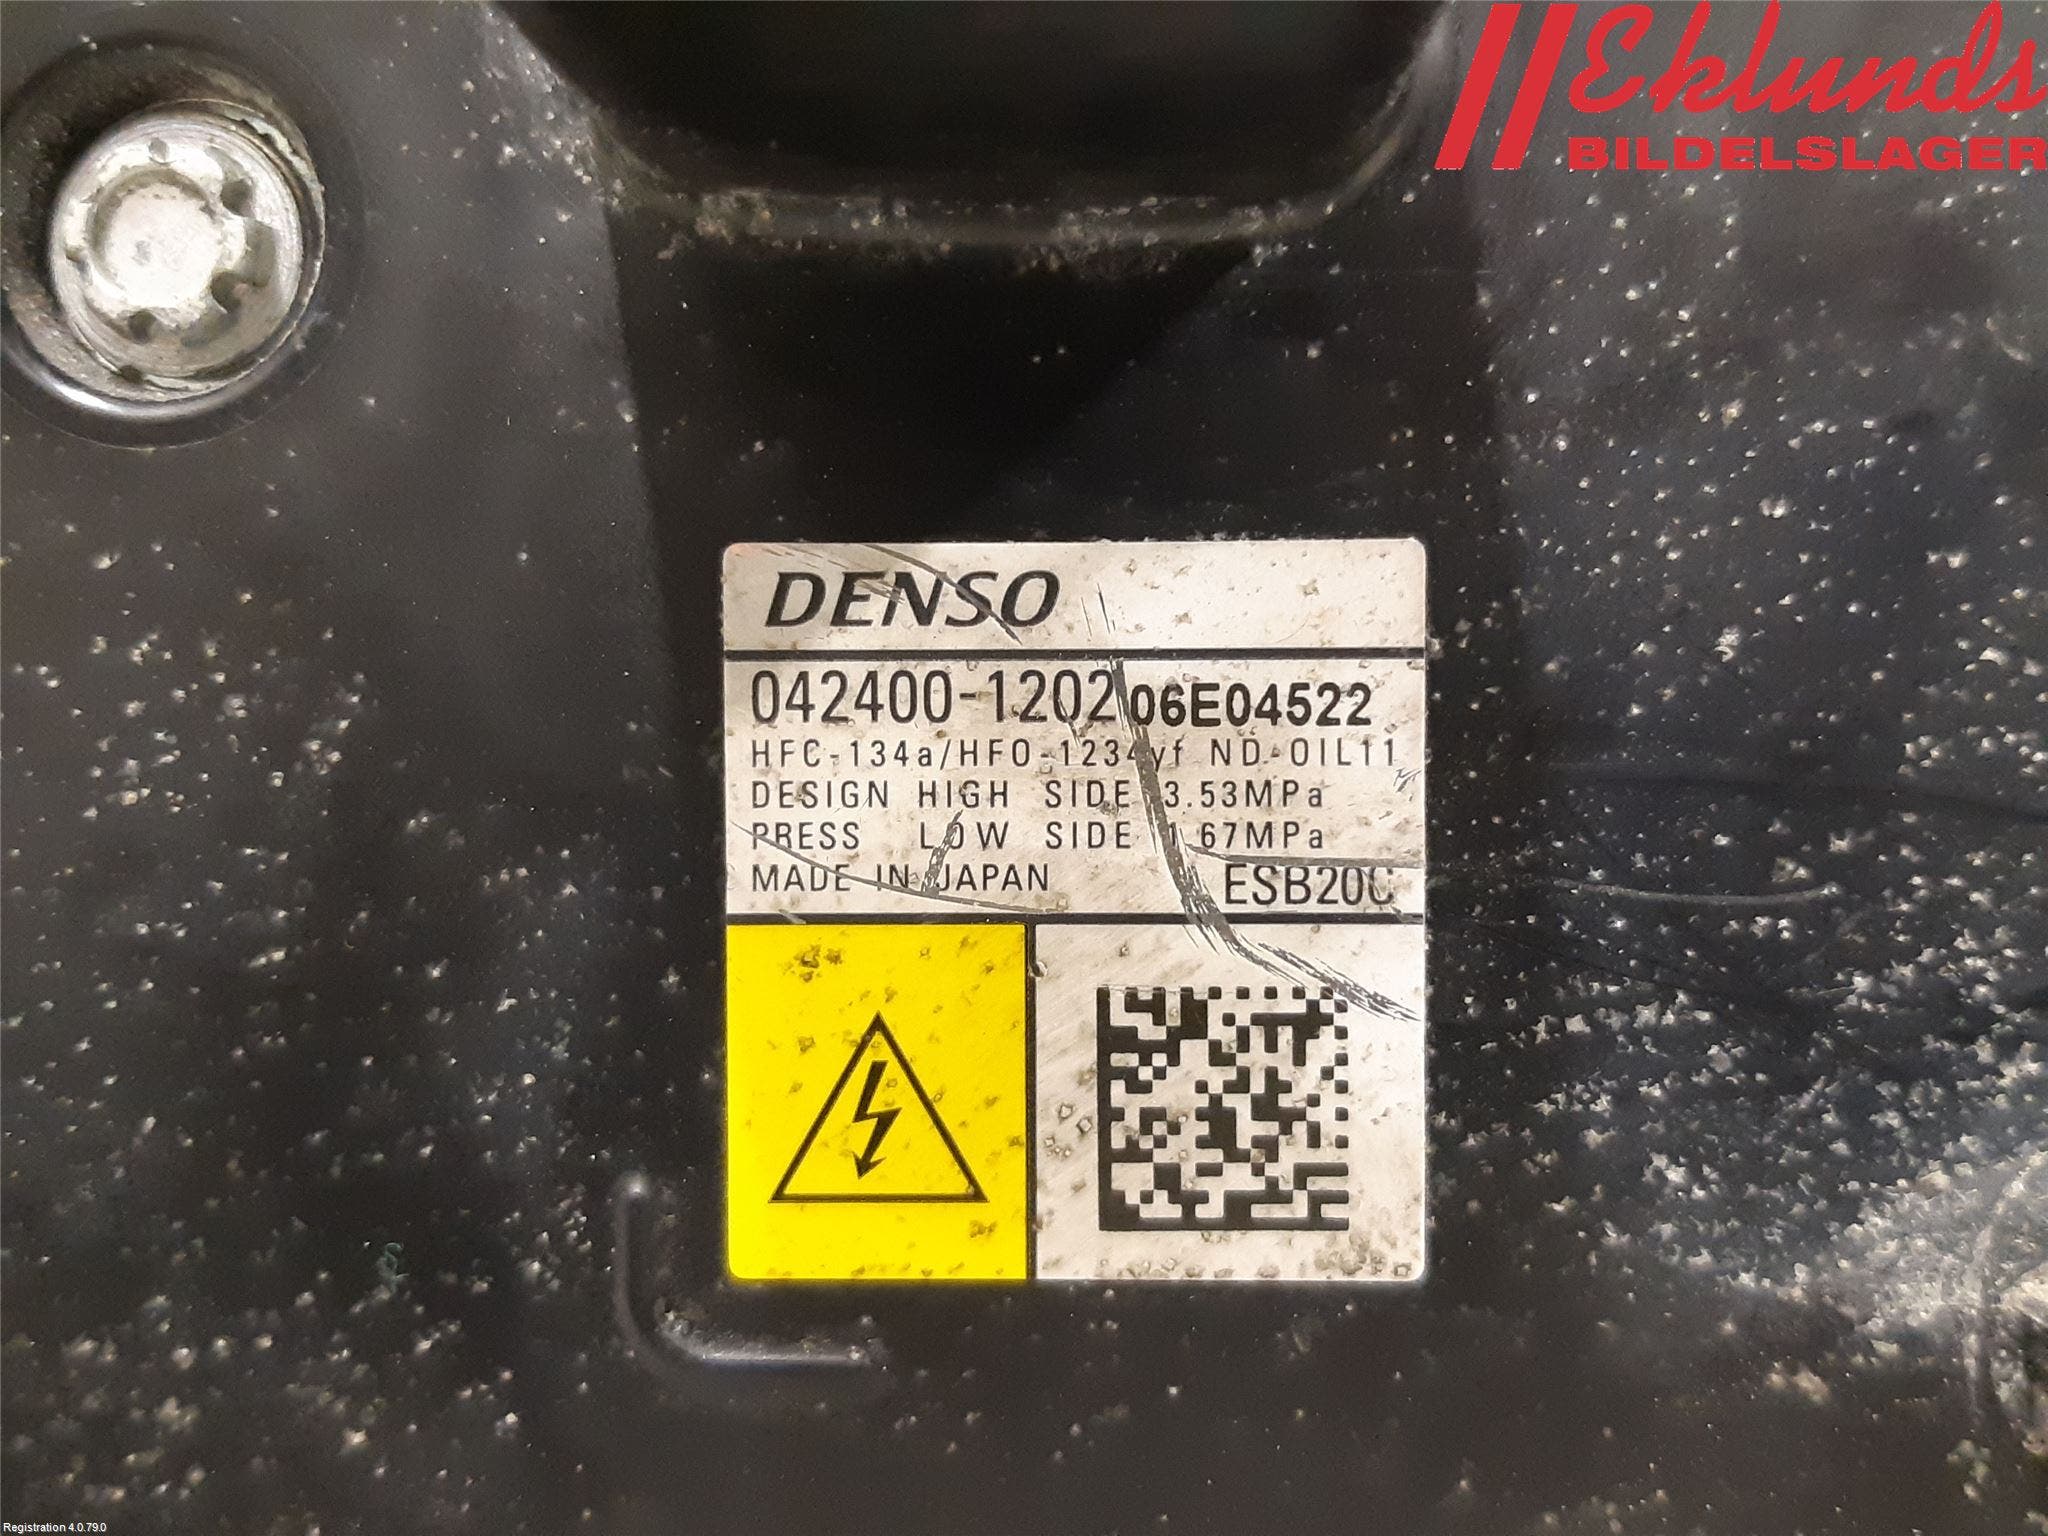 Eklunds
BILDELSLAGER
DENSO
042400-1202 06E04522
HFC-134a/HFO-1234yf ND-OIL11
DESIGN HIGH SIDE 3.53MPa
PRESS LOW SIDE 1.67MPa
MADE IN JAPAN ESB20C
Registration 4.0.79.0